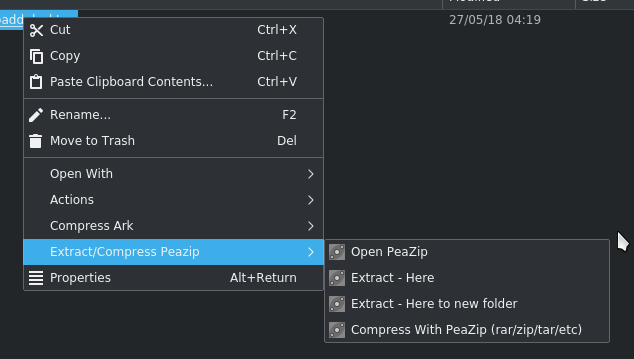 27/05/18 04:19
Cut Ctrl+X
Copy Ctrl+C
Paste Clipboard Contents... Ctrl+V
Rename... F2
Move to Trash Del
Open With
Actions
Compress Ark
Extract/Compress Peazip
Properties Alt+Return
Open PeaZip
Extract - Here
Extract - Here to new folder
Compress With PeaZip (rar/zip/tar/etc)